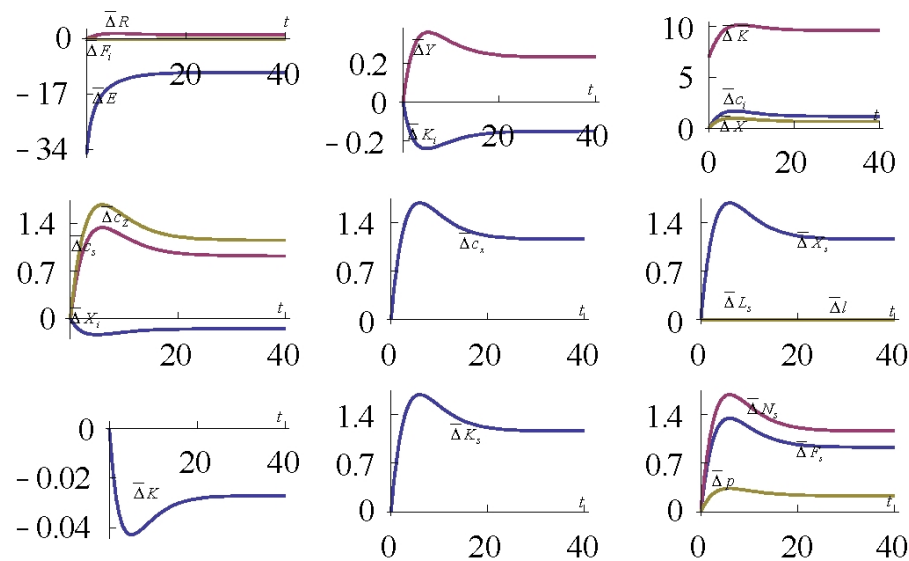 Δ̅R t
0
Δ̅F_i
20 40
−17
Δ̅E
−34
Δ̅Y
0.2
t
0
20 40
Δ̅K_i
−0.2
10
Δ̅K
5
Δ̅c_i
t
Δ̅X
0
0 20 40
1.4
Δ̅c_Z
Δ̅c_s
0.7
t
0
Δ̅X_i
20 40
1.4
Δ̅c_x
0.7
0
t
0 20 40
1.4
Δ̅X_s
0.7
Δ̅L_s Δ̅l
0
t
0 20 40
0
t
20 40
−0.02
Δ̅K
−0.04
1.4
Δ̅K_s
0.7
0
t
0 20 40
1.4
Δ̅N_s
Δ̅F_s
0.7
Δ̅p
0
t
0 20 40